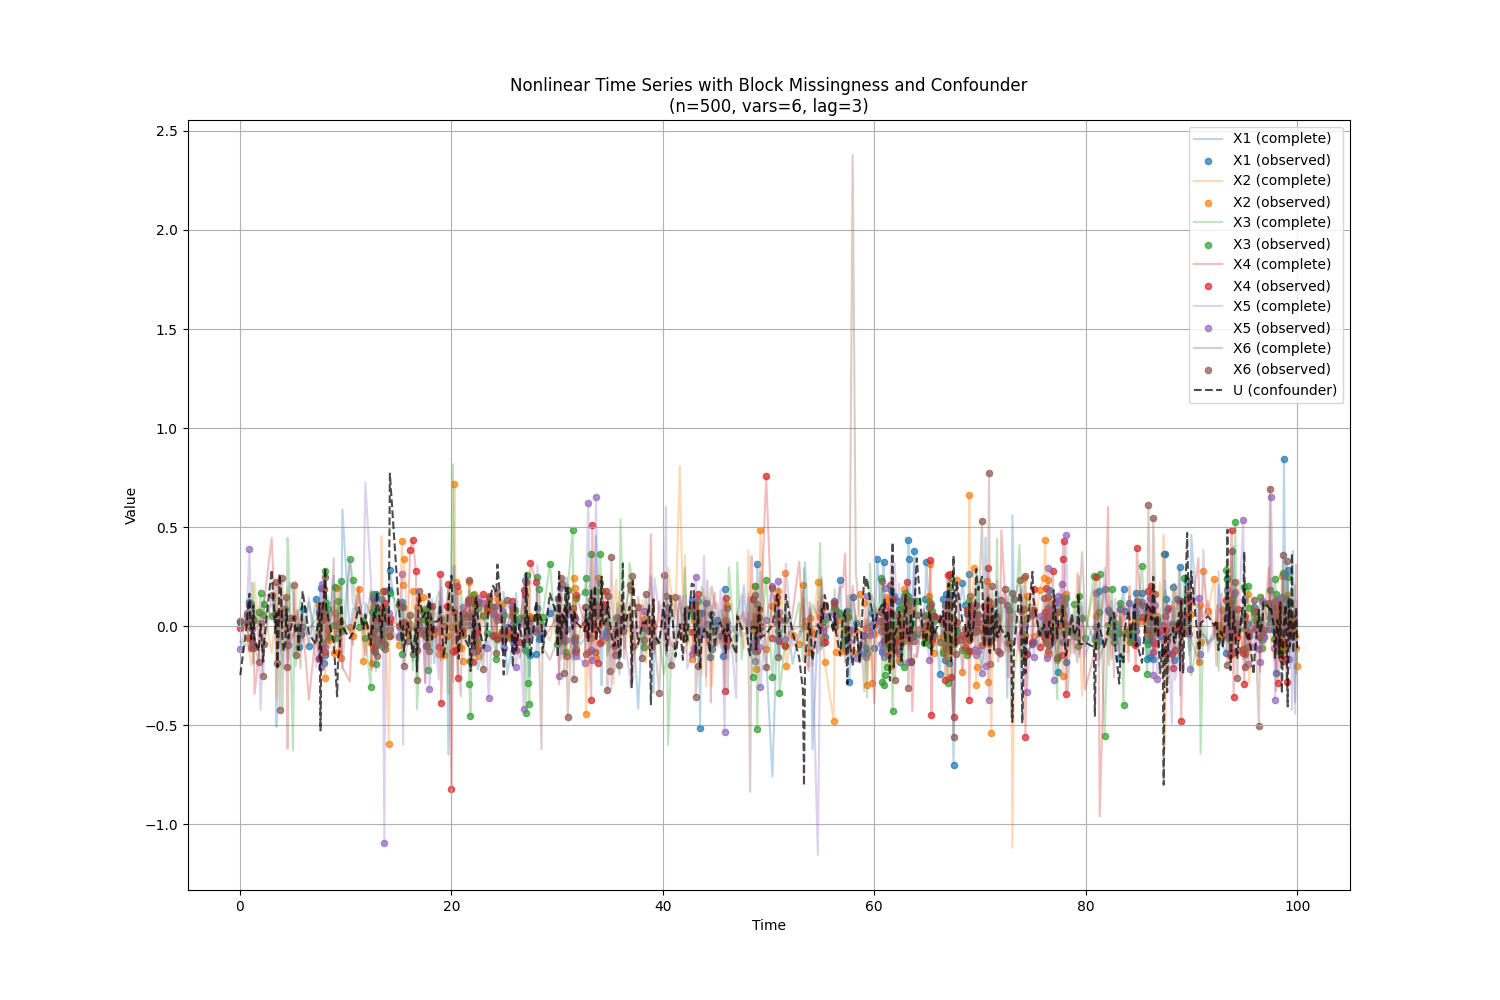 Nonlinear Time Series with Block Missingness and Confounder
(n=500, vars=6, lag=3)
2.5
2.0
1.5
1.0
0.5
0.0
−0.5
−1.0
Value
X1 (complete)
X1 (observed)
X2 (complete)
X2 (observed)
X3 (complete)
X3 (observed)
X4 (complete)
X4 (observed)
X5 (complete)
X5 (observed)
X6 (complete)
X6 (observed)
U (confounder)
0 20 40 60 80 100
Time